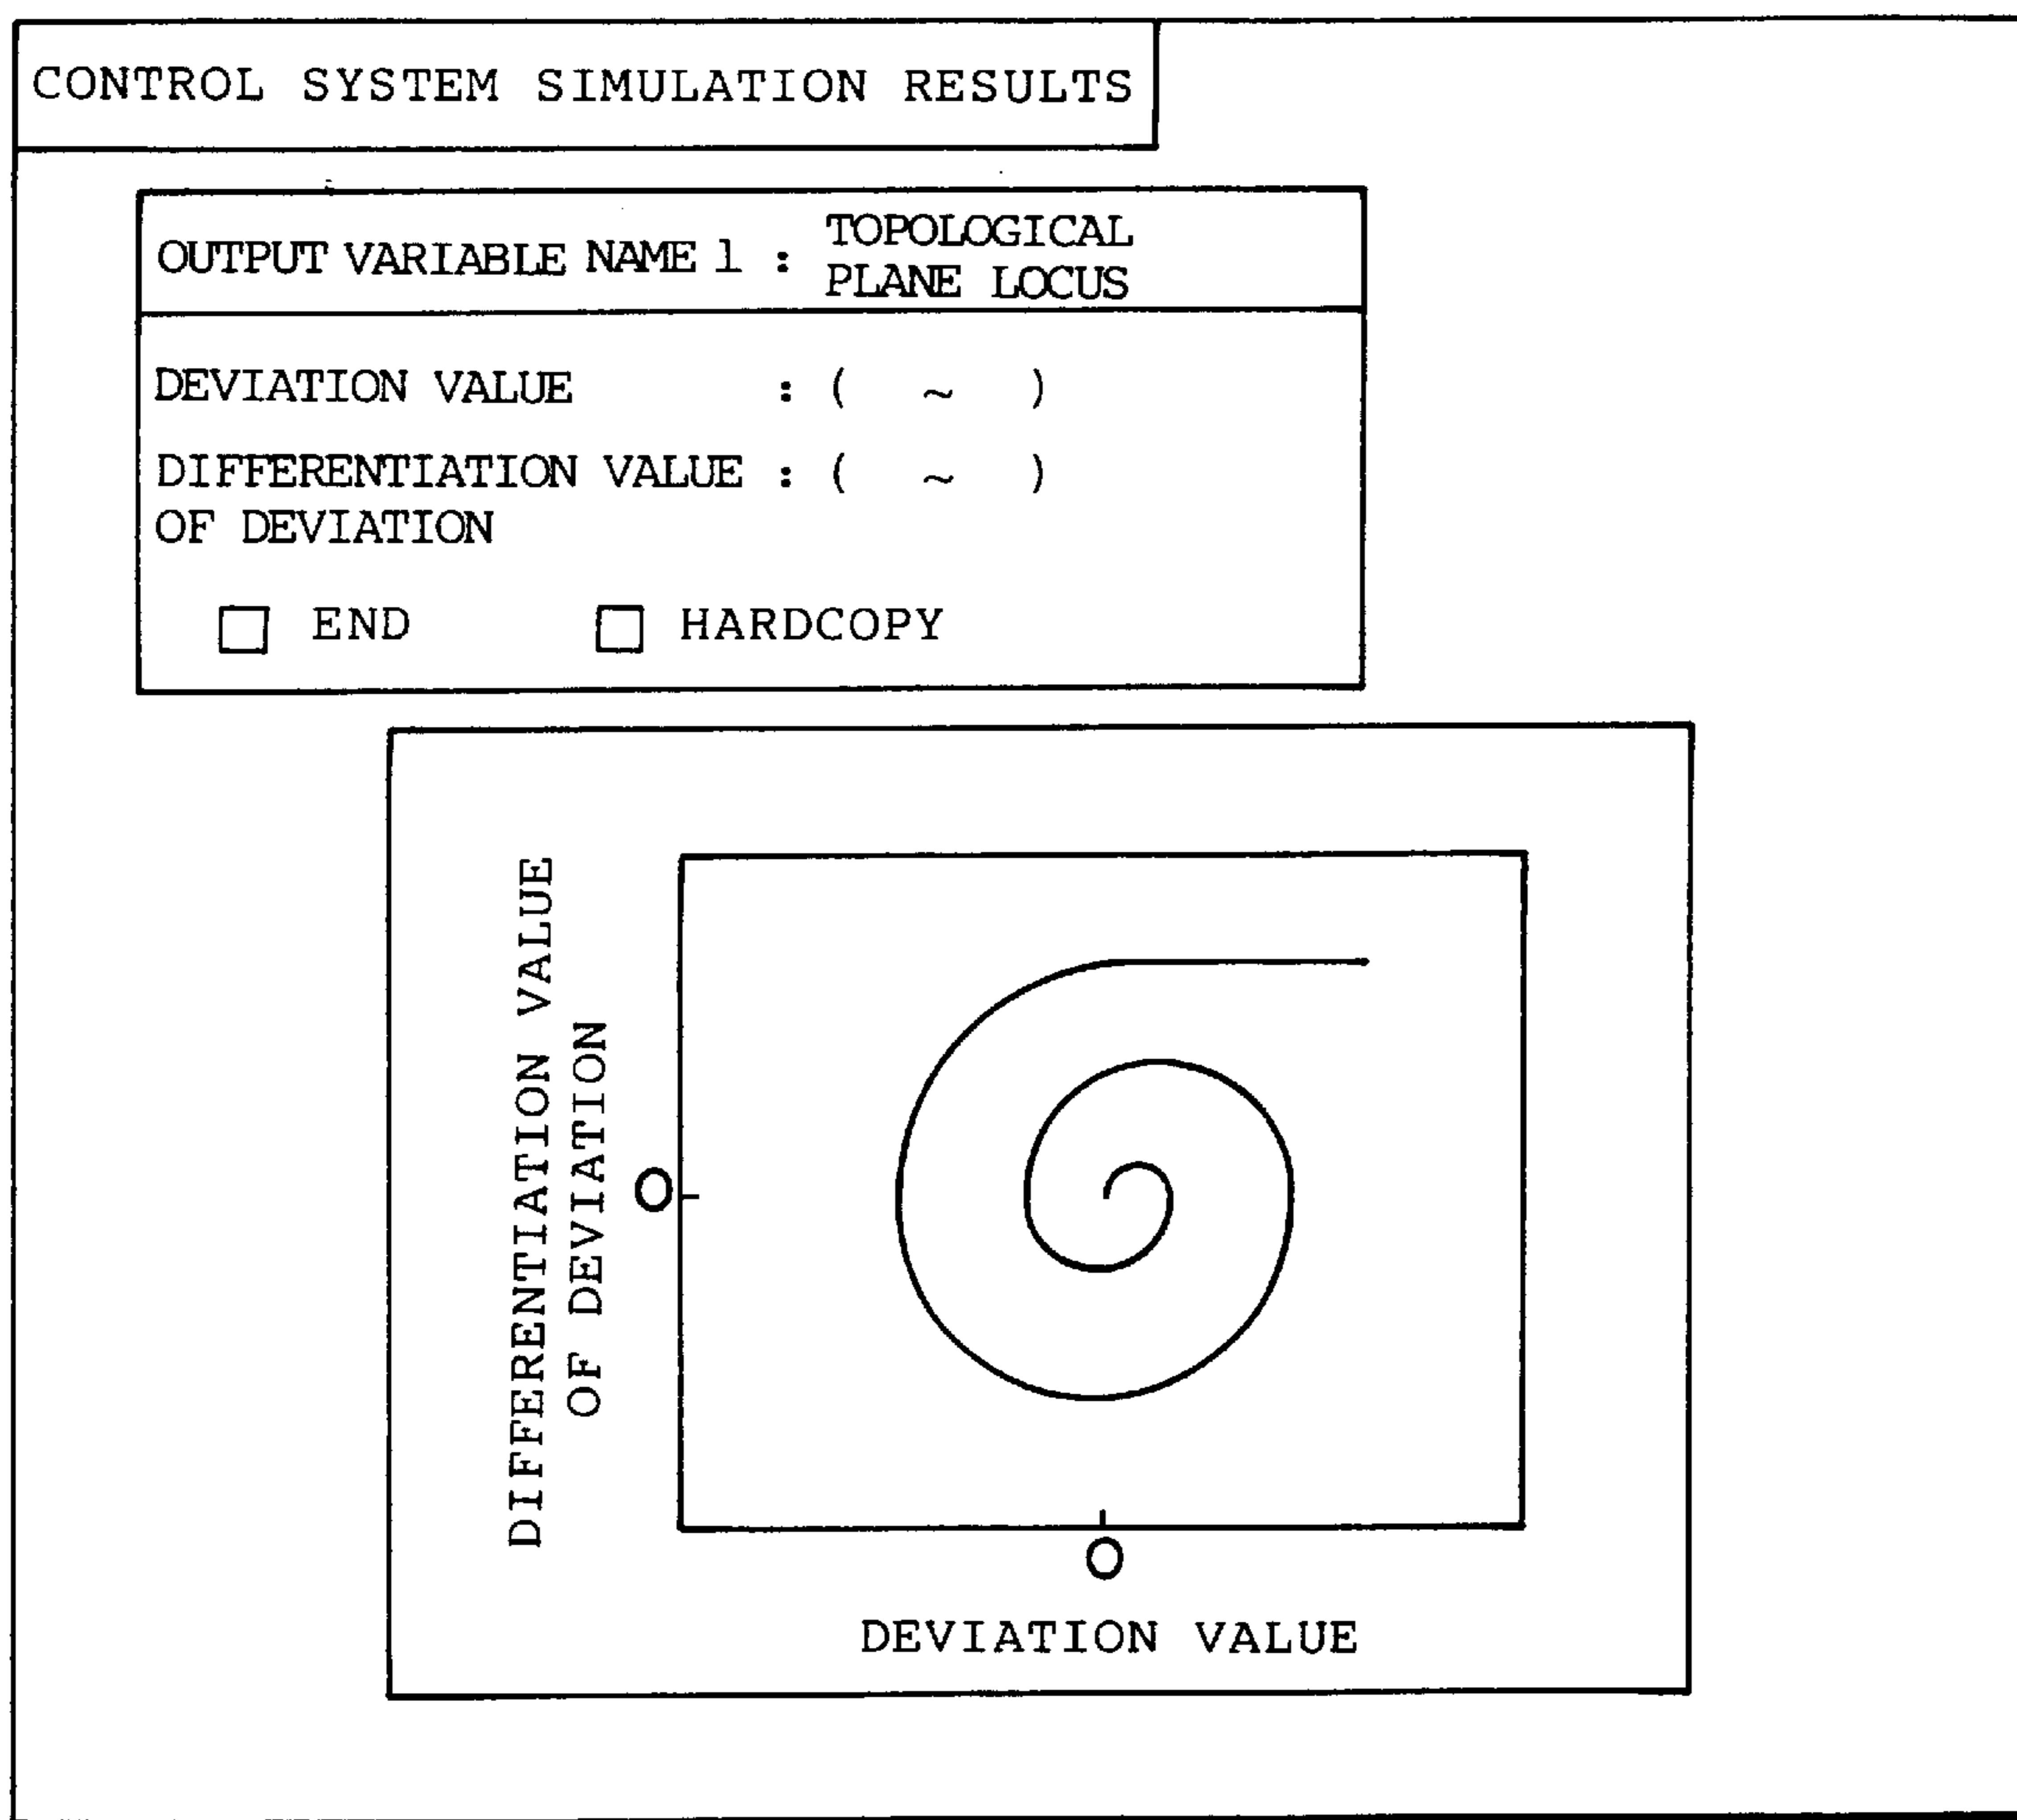 CONTROL SYSTEM SIMULATION RESULTS
OUTPUT VARIABLE NAME 1 : TOPOLOGICAL
PLANE LOCUS
DEVIATION VALUE : ( ~ )
DIFFERENTIATION VALUE : ( ~ )
OF DEVIATION
□ END □ HARDCOPY
DIFFERENTIATION VALUE
OF DEVIATION
O
O
DEVIATION VALUE